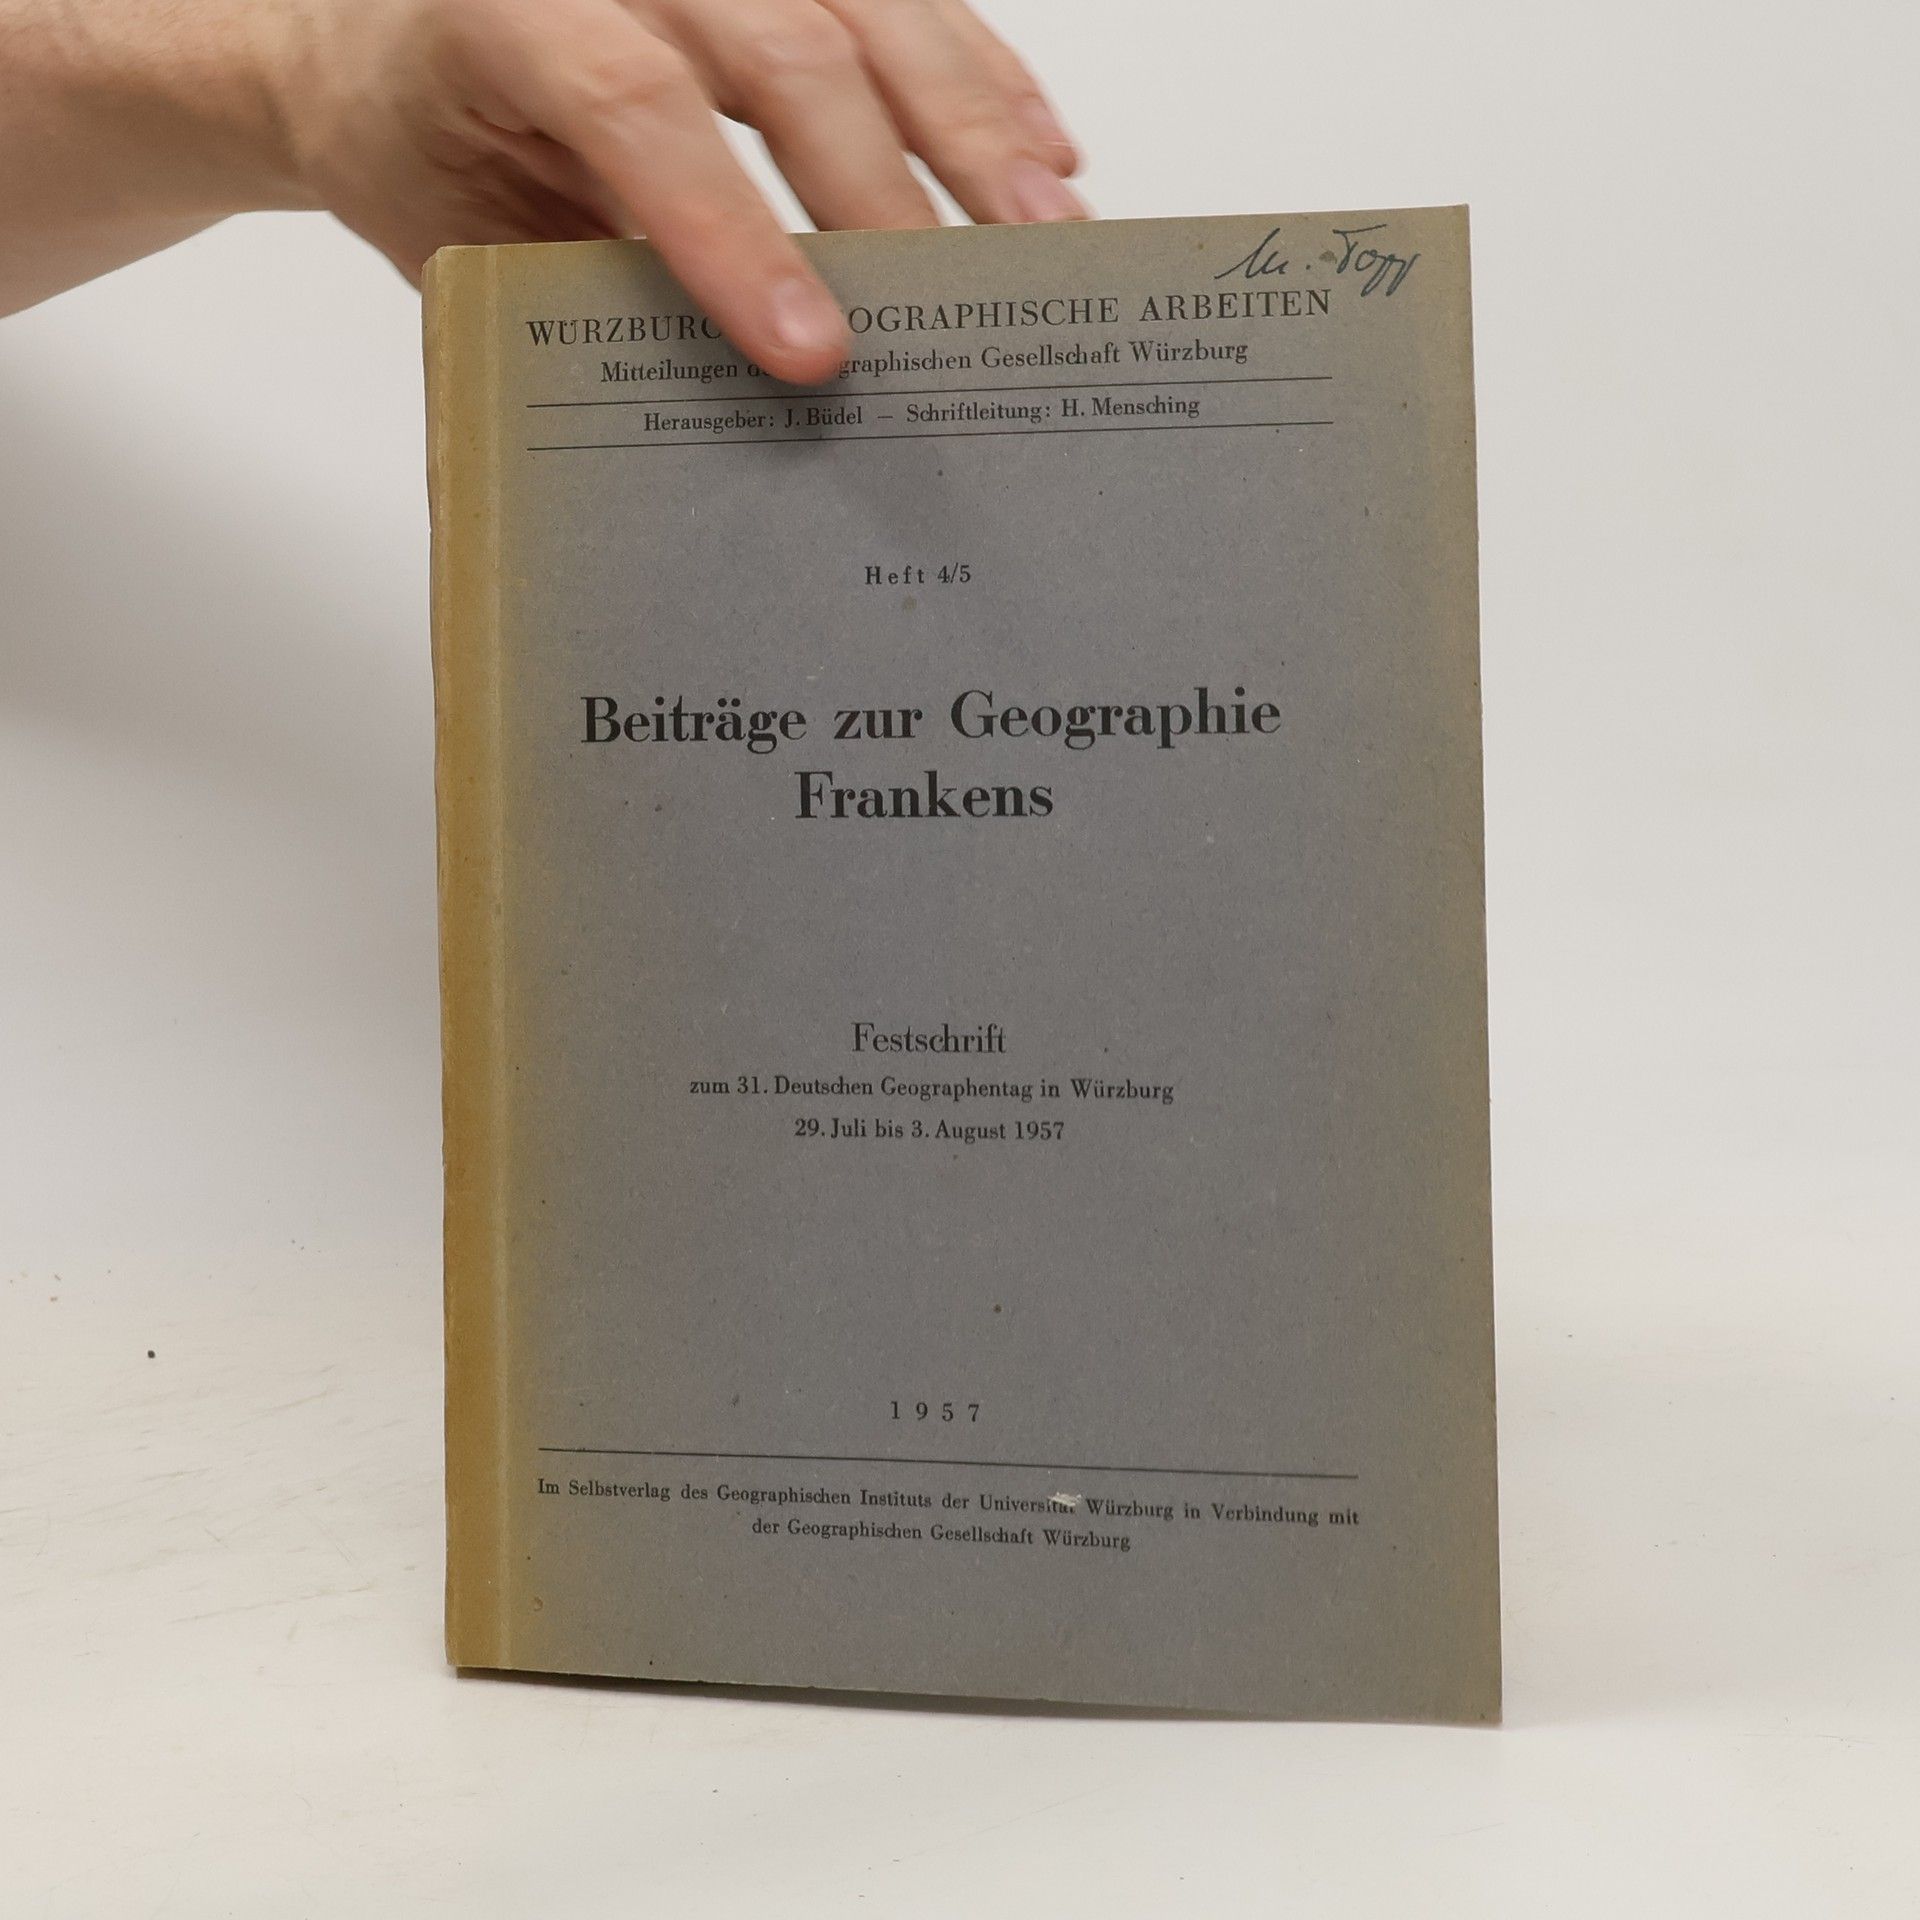 M. Topp
WÜRZBURG OGRAPHISCHE ARBEITEN
Mitteilungen graphischen Gesellschaft Würzburg
Herausgeber: J. Büdel — Schriftleitung: H. Mensching
Heft 4/5
Beiträge zur Geographie
Frankens
Festschrift
zum 31. Deutschen Geographentag in Würzburg
29. Juli bis 3. August 1957
1957
Im Selbstverlag des Geographischen Instituts der Universität Würzburg in Verbindung mit
der Geographischen Gesellschaft Würzburg